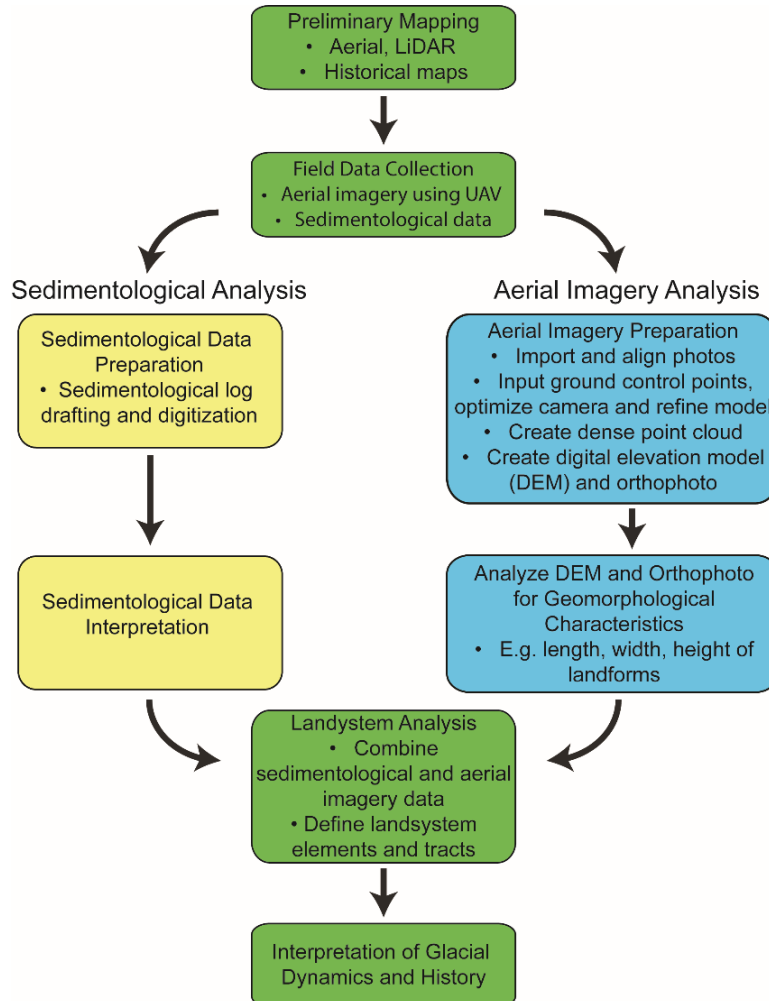 Preliminary Mapping
• Aerial, LiDAR
• Historical maps
Field Data Collection
• Aerial imagery using UAV
• Sedimentological data
Sedimentological Analysis
Sedimentological Data
Preparation
• Sedimentological log
drafting and digitization
Sedimentological Data
Interpretation
Aerial Imagery Analysis
Aerial Imagery Preparation
• Import and align photos
• Input ground control points,
optimize camera and refine model
• Create dense point cloud
• Create digital elevation model
(DEM) and orthophoto
Analyze DEM and Orthophoto
for Geomorphological
Characteristics
• E.g. length, width, height of
landforms
Landystem Analysis
• Combine
sedimentological and aerial
imagery data
• Define landsystem
elements and tracts
Interpretation of Glacial
Dynamics and History